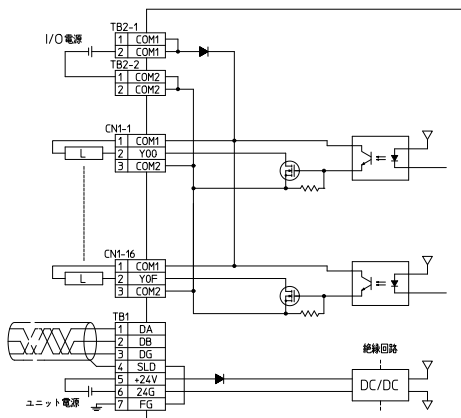 I/O電源
TB2-1
1 COM1
2 COM1
TB2-2
1 COM2
2 COM2
CN1-1
1 COM1
2 Y00
3 COM2
L
CN1-16
1 COM1
2 Y0F
3 COM2
L
TB1
1 DA
2 DB
3 DG
4 SLD
5 +24V
6 24G
7 FG
ユニット電源
絶縁回路
DC/DC